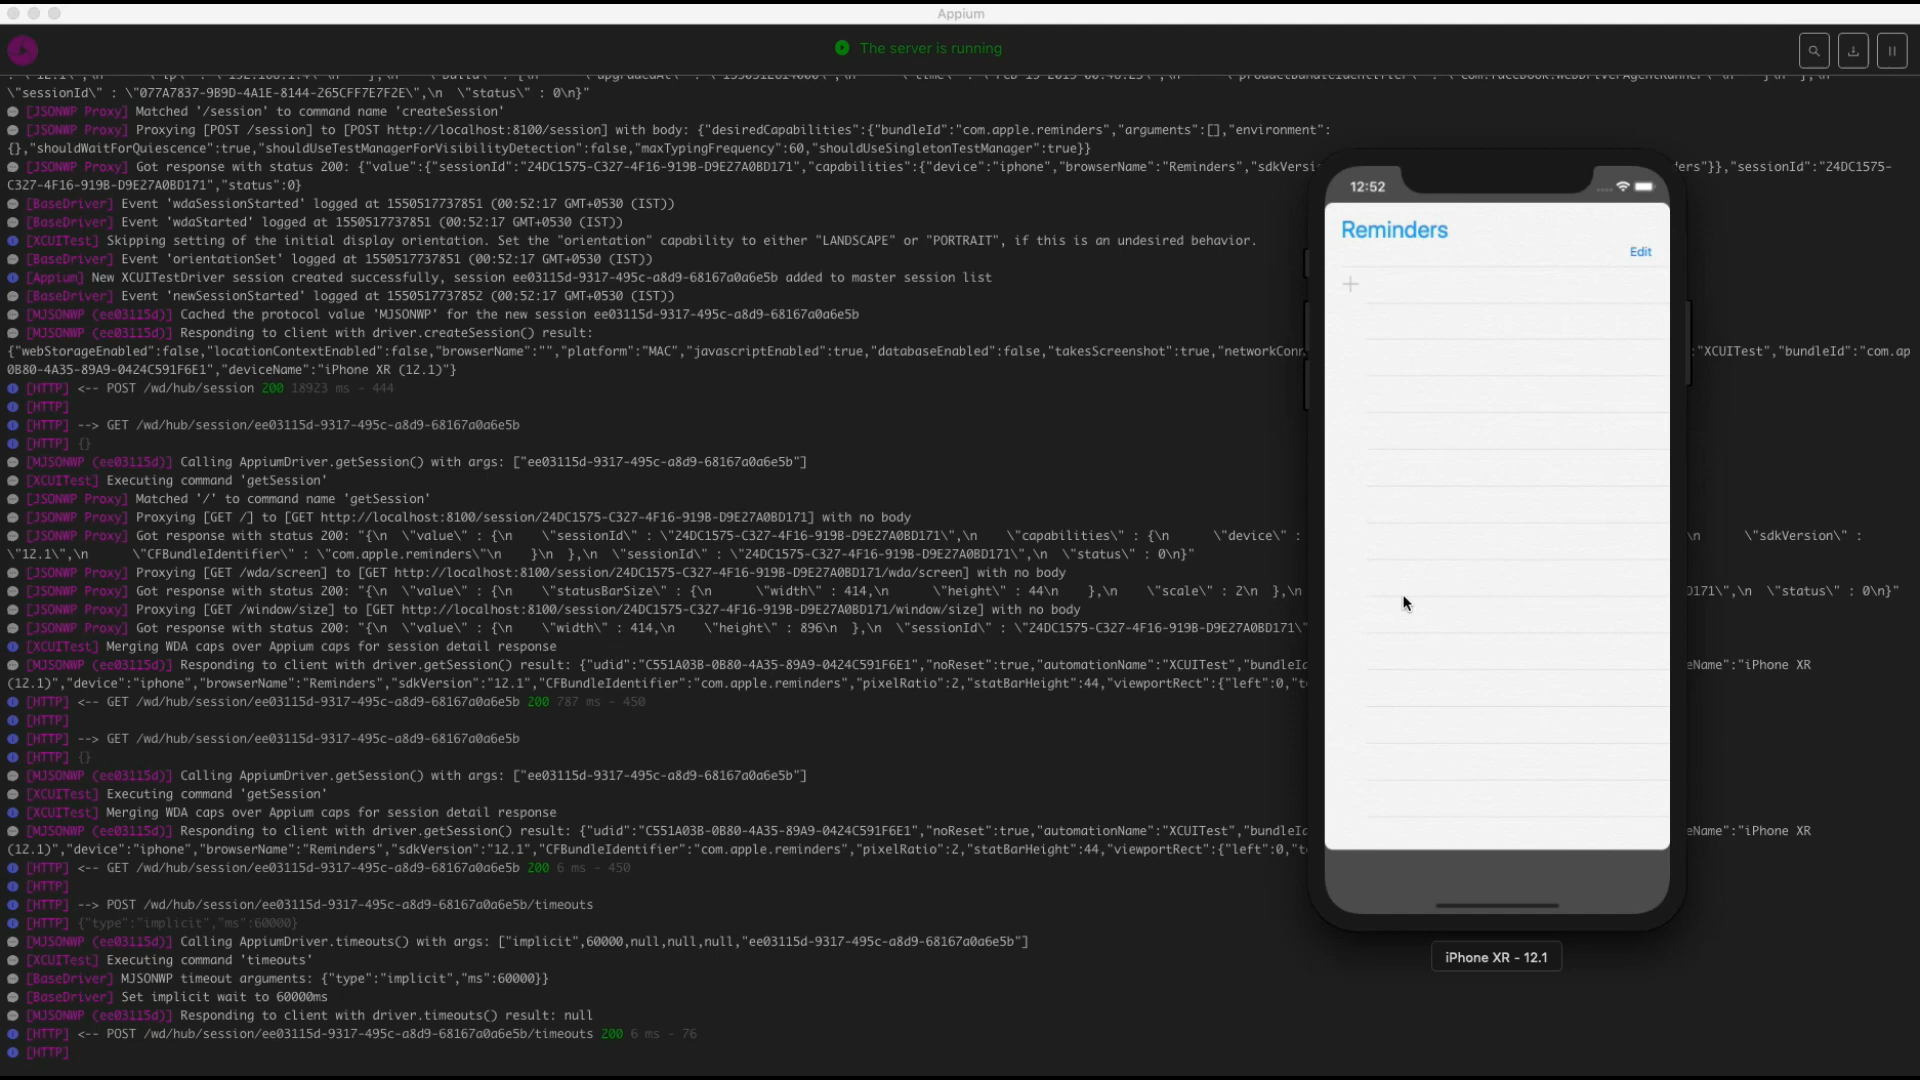 Appium
The server is running
\"sessionId\" : \"077A7837-9B9D-4A1E-8144-265CFF7E7F2E\",\n \"status\" : 0\n}"
[JSONWP Proxy] Matched '/session' to command name 'createSession'
[JSONWP Proxy] Proxying [POST /session] to [POST http://localhost:8100/session] with body: {"desiredCapabilities":{"bundleId":"com.apple.reminders","arguments":[],"environment":
{},"shouldWaitForQuiescence":true,"shouldUseTestManagerForVisibilityDetection":false,"maxTypingFrequency":60,"shouldUseSingletonTestManager":true}}
[JSONWP Proxy] Got response with status 200: {"value":{"sessionId":"24DC1575-C327-4F16-919B-D9E27A0BD171","capabilities":{"device":"iphone","browserName":"Reminders","sdkVersi ders"}},"sessionId":"24DC1575-
C327-4F16-919B-D9E27A0BD171","status":0}
[BaseDriver] Event 'wdaSessionStarted' logged at 1550517737851 (00:52:17 GMT+0530 (IST))
[BaseDriver] Event 'wdaStarted' logged at 1550517737851 (00:52:17 GMT+0530 (IST))
[XCUITest] Skipping setting of the initial display orientation. Set the "orientation" capability to either "LANDSCAPE" or "PORTRAIT", if this is an undesired behavior.
[BaseDriver] Event 'orientationSet' logged at 1550517737851 (00:52:17 GMT+0530 (IST))
[Appium] New XCUITestDriver session created successfully, session ee03115d-9317-495c-a8d9-68167a0a6e5b added to master session list
[BaseDriver] Event 'newSessionStarted' logged at 1550517737852 (00:52:17 GMT+0530 (IST))
[MJSONWP (ee03115d)] Cached the protocol value 'MJSONWP' for the new session ee03115d-9317-495c-a8d9-68167a0a6e5b
[MJSONWP (ee03115d)] Responding to client with driver.createSession() result:
{"webStorageEnabled":false,"locationContextEnabled":false,"browserName":"","platform":"MAC","javascriptEnabled":true,"databaseEnabled":false,"takesScreenshot":true,"networkConn :"XCUITest","bundleId":"com.ap
0B80-4A35-89A9-0424C591F6E1","deviceName":"iPhone XR (12.1)"}
[HTTP] <-- POST /wd/hub/session 200 18923 ms - 444
[HTTP]
[HTTP] --> GET /wd/hub/session/ee03115d-9317-495c-a8d9-68167a0a6e5b
[HTTP] {}
[MJSONWP (ee03115d)] Calling AppiumDriver.getSession() with args: ["ee03115d-9317-495c-a8d9-68167a0a6e5b"]
[XCUITest] Executing command 'getSession'
[JSONWP Proxy] Matched '/' to command name 'getSession'
[JSONWP Proxy] Proxying [GET /] to [GET http://localhost:8100/session/24DC1575-C327-4F16-919B-D9E27A0BD171] with no body
[JSONWP Proxy] Got response with status 200: "{\n \"value\" : {\n \"sessionId\" : \"24DC1575-C327-4F16-919B-D9E27A0BD171\",\n \"capabilities\" : {\n \"device\" : \n \"sdkVersion\" :
\"12.1\",\n \"CFBundleIdentifier\" : \"com.apple.reminders\"\n }\n },\n \"sessionId\" : \"24DC1575-C327-4F16-919B-D9E27A0BD171\",\n \"status\" : 0\n}"
[JSONWP Proxy] Proxying [GET /wda/screen] to [GET http://localhost:8100/session/24DC1575-C327-4F16-919B-D9E27A0BD171/wda/screen] with no body
[JSONWP Proxy] Got response with status 200: "{\n \"value\" : {\n \"statusBarSize\" : {\n \"width\" : 414,\n \"height\" : 44\n },\n \"scale\" : 2\n },\n D171\",\n \"status\" : 0\n}"
[JSONWP Proxy] Proxying [GET /window/size] to [GET http://localhost:8100/session/24DC1575-C327-4F16-919B-D9E27A0BD171/window/size] with no body
[JSONWP Proxy] Got response with status 200: "{\n \"value\" : {\n \"width\" : 414,\n \"height\" : 896\n },\n \"sessionId\" : \"24DC1575-C327-4F16-919B-D9E27A0BD171\"
[XCUITest] Merging WDA caps over Appium caps for session detail response
[MJSONWP (ee03115d)] Responding to client with driver.getSession() result: {"udid":"C551A03B-0B80-4A35-89A9-0424C591F6E1","noReset":true,"automationName":"XCUITest","bundleId eName":"iPhone XR
(12.1)","device":"iphone","browserName":"Reminders","sdkVersion":"12.1","CFBundleIdentifier":"com.apple.reminders","pixelRatio":2,"statBarHeight":44,"viewportRect":{"left":0,"to
[HTTP] <-- GET /wd/hub/session/ee03115d-9317-495c-a8d9-68167a0a6e5b 200 787 ms - 450
[HTTP]
[HTTP] --> GET /wd/hub/session/ee03115d-9317-495c-a8d9-68167a0a6e5b
[HTTP] {}
[MJSONWP (ee03115d)] Calling AppiumDriver.getSession() with args: ["ee03115d-9317-495c-a8d9-68167a0a6e5b"]
[XCUITest] Executing command 'getSession'
[XCUITest] Merging WDA caps over Appium caps for session detail response
[MJSONWP (ee03115d)] Responding to client with driver.getSession() result: {"udid":"C551A03B-0B80-4A35-89A9-0424C591F6E1","noReset":true,"automationName":"XCUITest","bundleId eName":"iPhone XR
(12.1)","device":"iphone","browserName":"Reminders","sdkVersion":"12.1","CFBundleIdentifier":"com.apple.reminders","pixelRatio":2,"statBarHeight":44,"viewportRect":{"left":0,"to
[HTTP] <-- GET /wd/hub/session/ee03115d-9317-495c-a8d9-68167a0a6e5b 200 6 ms - 450
[HTTP]
[HTTP] --> POST /wd/hub/session/ee03115d-9317-495c-a8d9-68167a0a6e5b/timeouts
[HTTP] {"type":"implicit","ms":60000}
[MJSONWP (ee03115d)] Calling AppiumDriver.timeouts() with args: ["implicit",60000,null,null,null,"ee03115d-9317-495c-a8d9-68167a0a6e5b"]
[XCUITest] Executing command 'timeouts'
[BaseDriver] MJSONWP timeout arguments: {"type":"implicit","ms":60000}}
[BaseDriver] Set implicit wait to 60000ms
[MJSONWP (ee03115d)] Responding to client with driver.timeouts() result: null
[HTTP] <-- POST /wd/hub/session/ee03115d-9317-495c-a8d9-68167a0a6e5b/timeouts 200 6 ms - 76
[HTTP]
12:52
Reminders
Edit
iPhone XR - 12.1